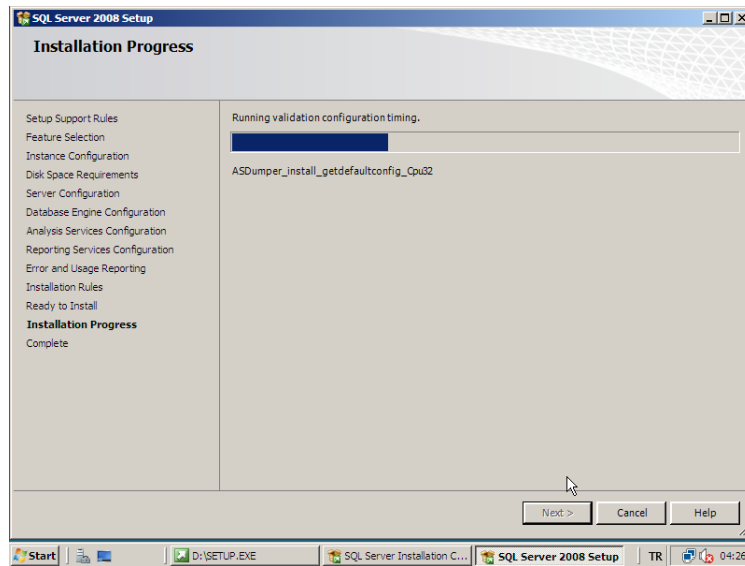 SQL Server 2008 Setup
Installation Progress
Setup Support Rules
Feature Selection
Instance Configuration
Disk Space Requirements
Server Configuration
Database Engine Configuration
Analysis Services Configuration
Reporting Services Configuration
Error and Usage Reporting
Installation Rules
Ready to Install
Installation Progress
Complete
Running validation configuration timing.
ASDumper_install_getdefaultconfig_Cpu32
Next >
Cancel
Help
Start
D:\SETUP.EXE
SQL Server Installation C...
SQL Server 2008 Setup
TR
04:26